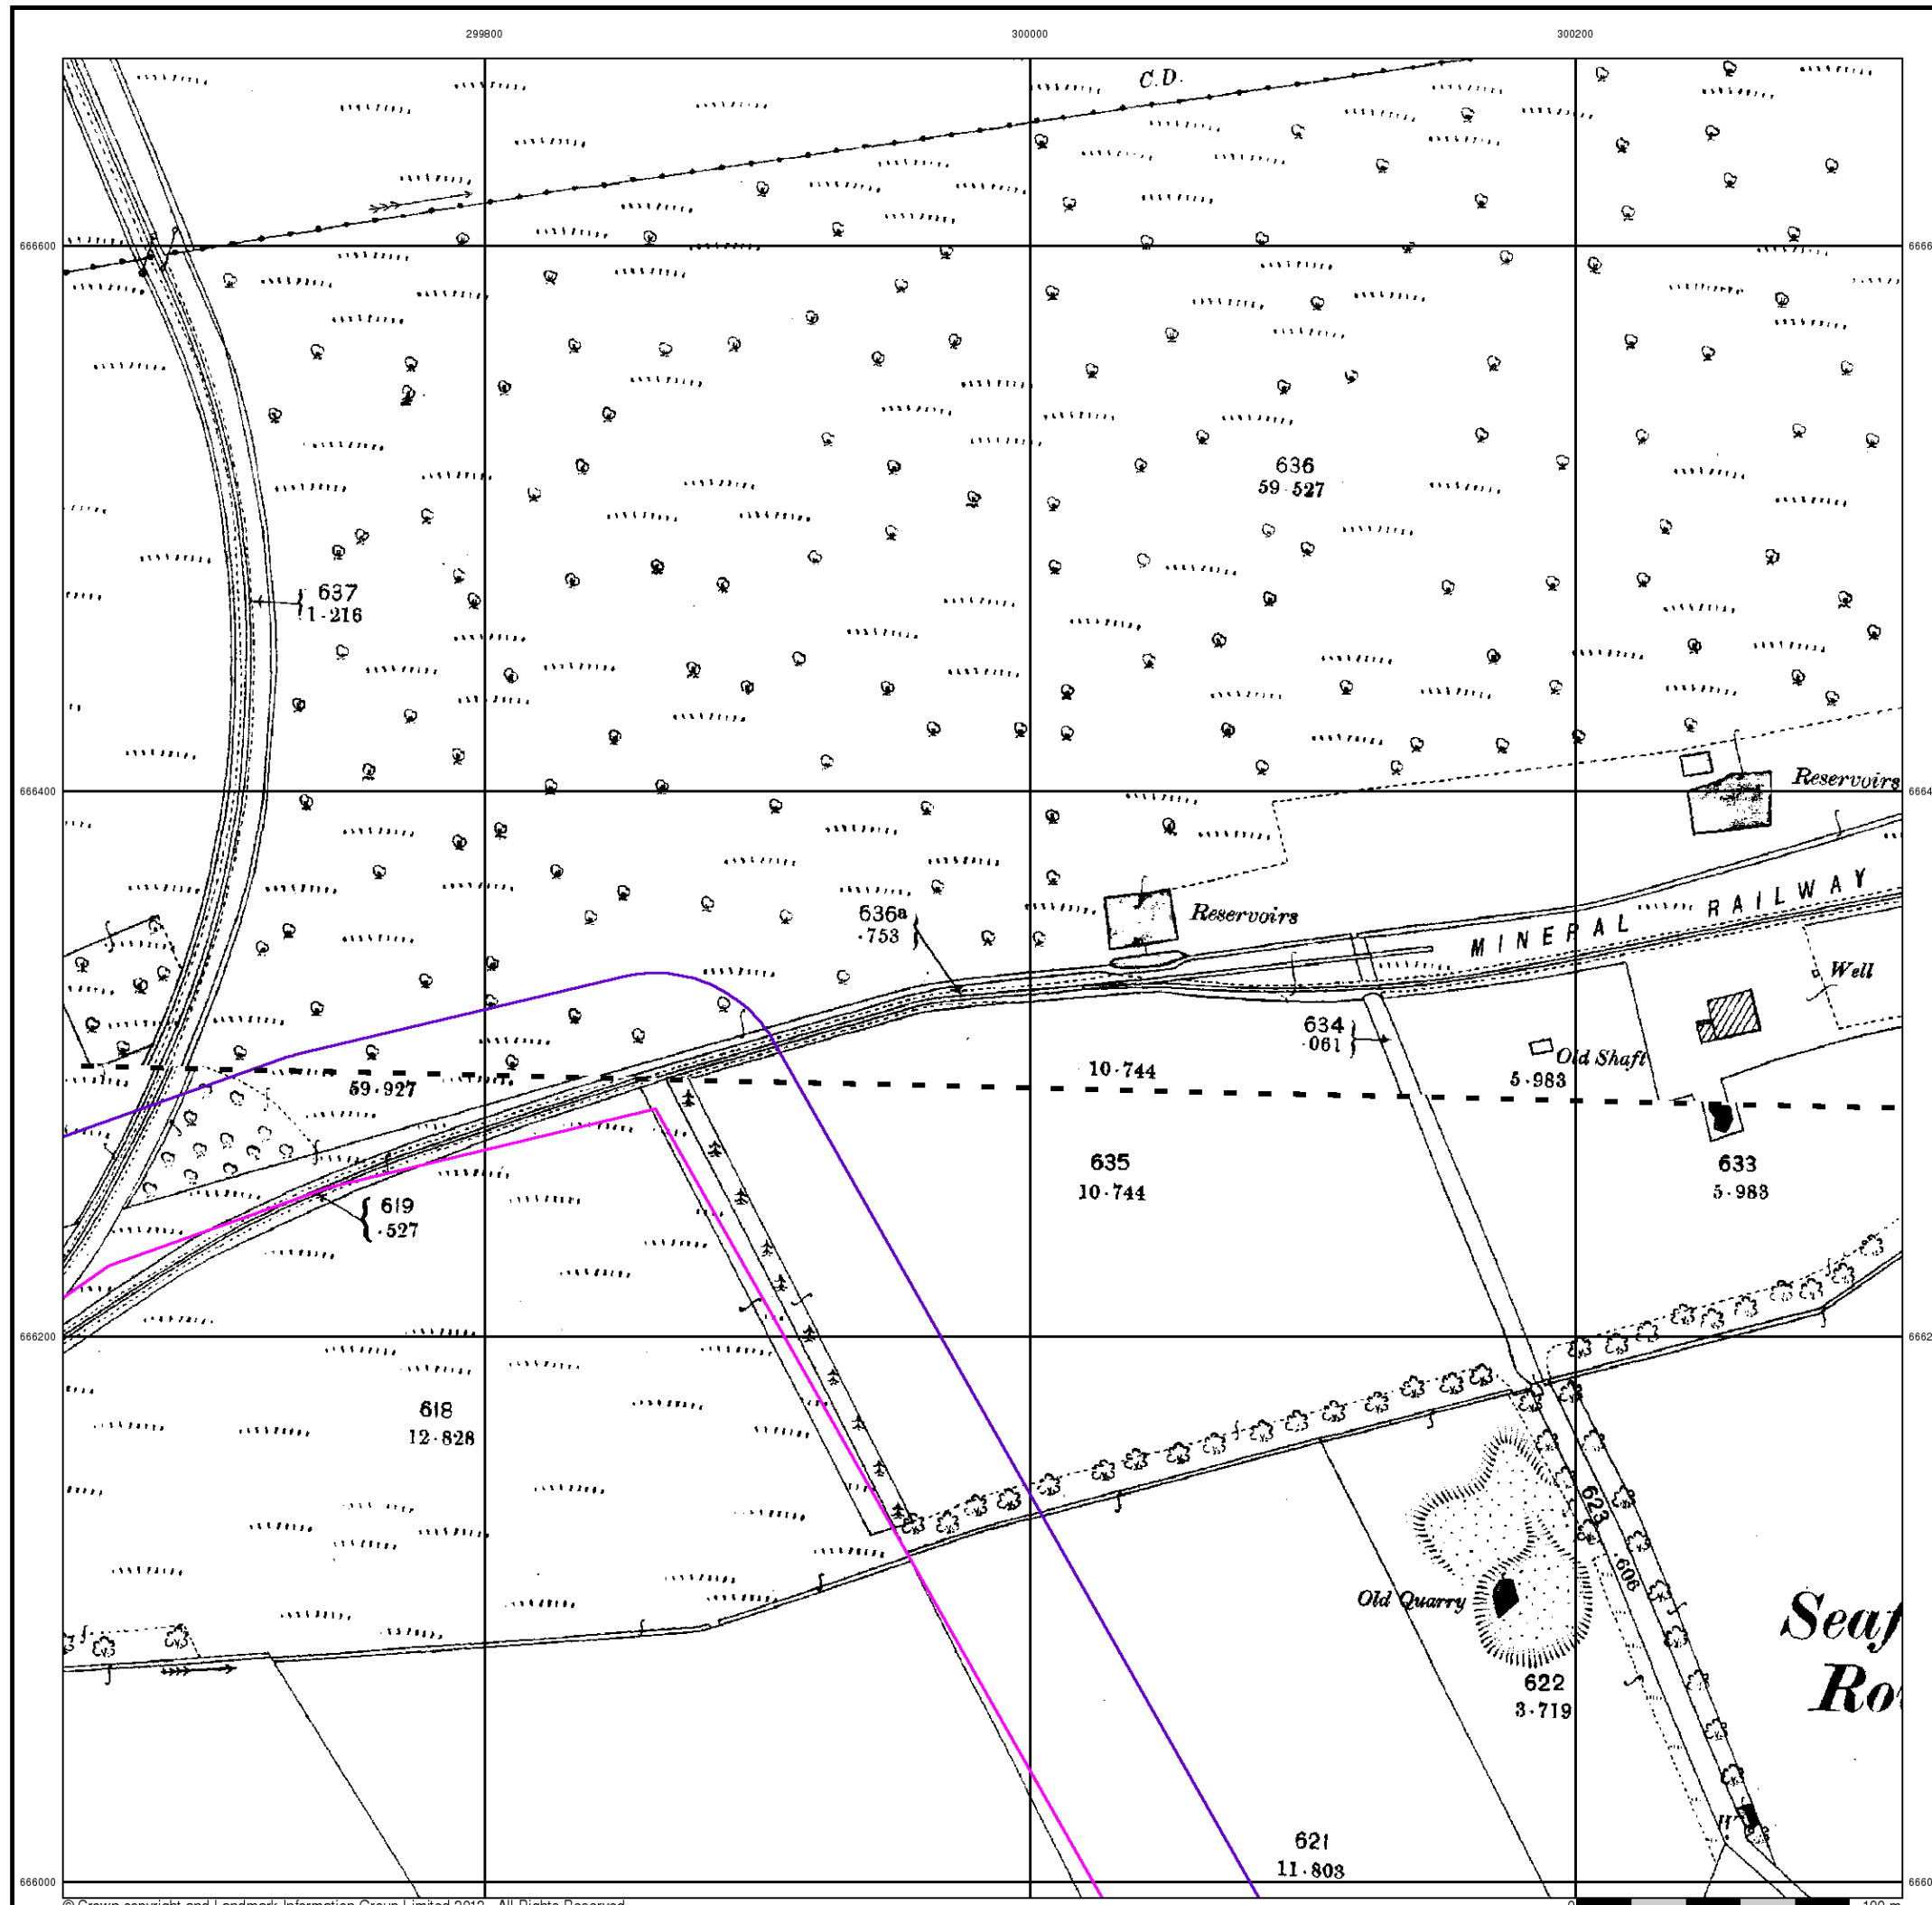 299800 300000 300200
C.D.
666600
636
59·527
637
1·216
666400
Reservoirs
636a
·753
Reservoirs
MINERAL RAILWAY
Well
634
·061
Old Shaft
5·983
10·744
59·927
635
10·744
633
5·983
619
·527
666200
618
12·828
623
·606
Old Quarry
622
3·719
W
621
11·803
666000
© Crown copyright and Landmark Information Group Limited 2013. All Rights Reserved.
0 100 m